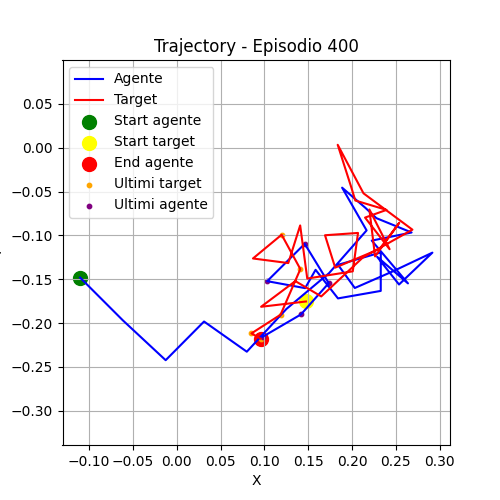 Trajectory - Episodio 400
Agente
Target
Start agente
Start target
End agente
Ultimi target
Ultimi agente
0.05
0.00
−0.05
−0.10
−0.15
−0.20
−0.25
−0.30
−0.10 −0.05 0.00 0.05 0.10 0.15 0.20 0.25 0.30
X